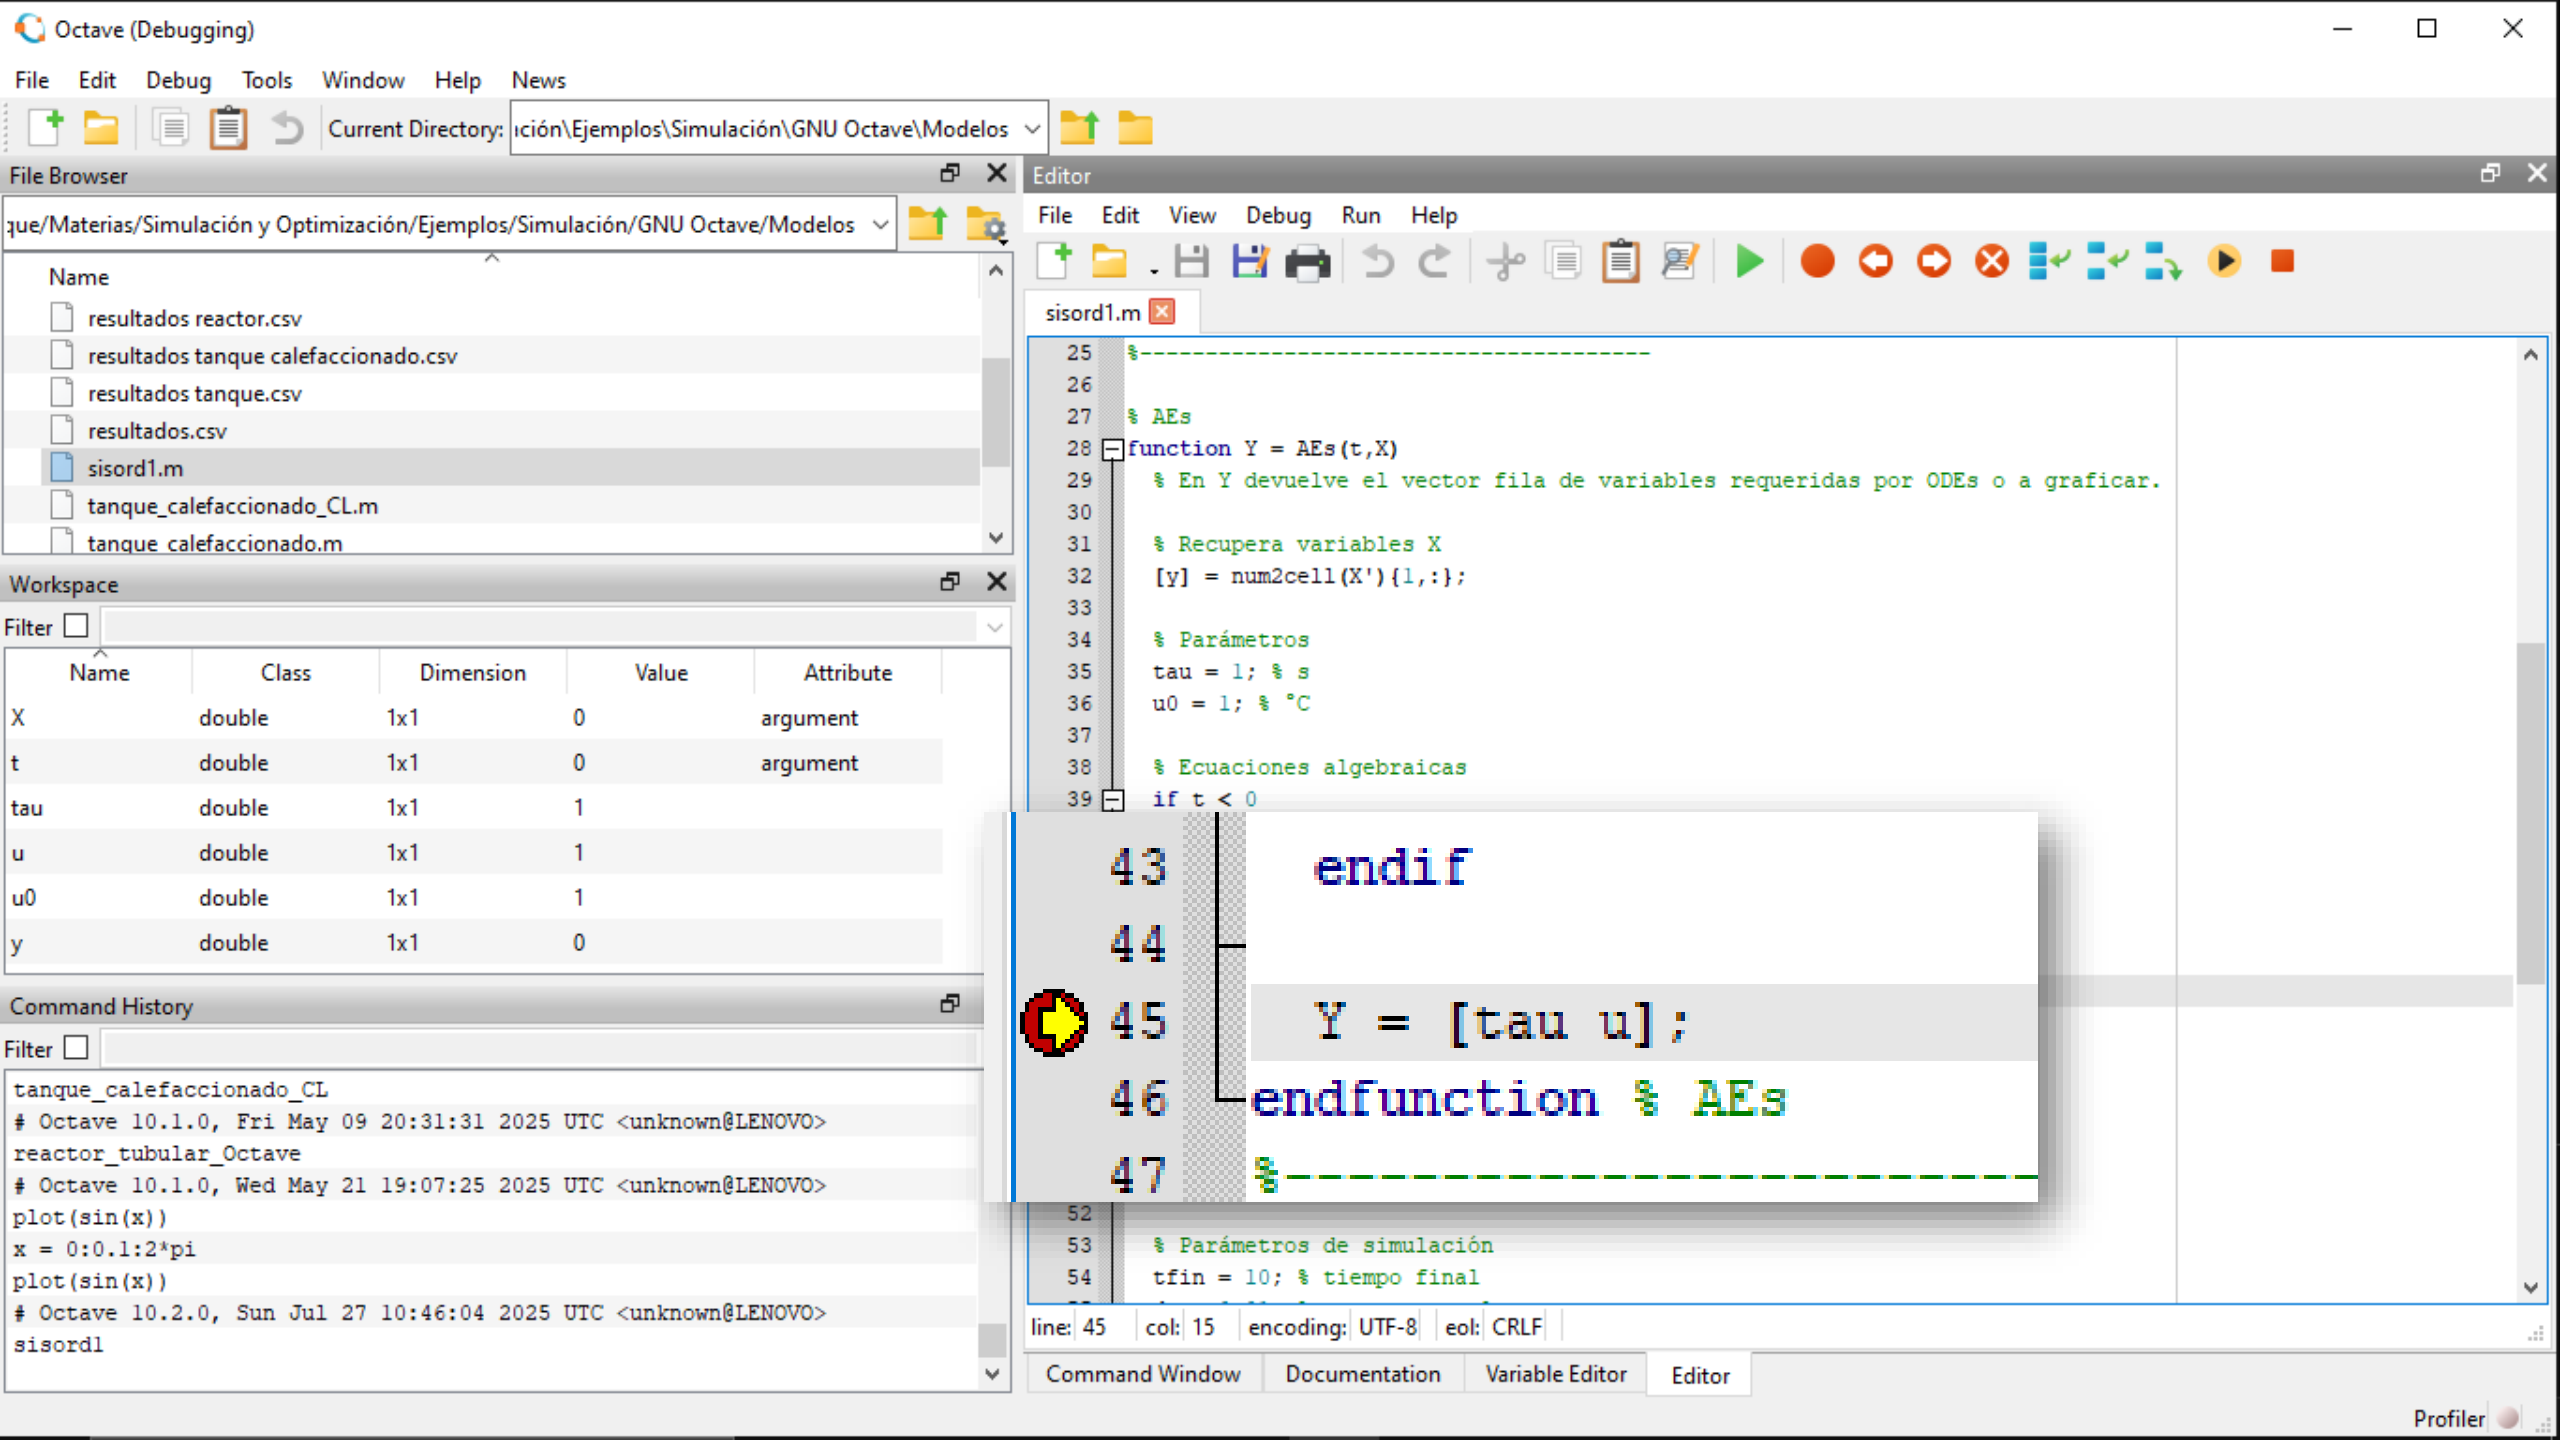 Octave (Debugging)
File Edit Debug Tools Window Help News
Current Directory: ición\Ejemplos\Simulación\GNU Octave\Modelos
File Browser
que/Materias/Simulación y Optimización/Ejemplos/Simulación/GNU Octave/Modelos
Name
resultados reactor.csv
resultados tanque calefaccionado.csv
resultados tanque.csv
resultados.csv
sisord1.m
tanque_calefaccionado_CL.m
tanque_calefaccionado.m
Workspace
Filter
Name Class Dimension Value Attribute
X double 1x1 0 argument
t double 1x1 0 argument
tau double 1x1 1
u double 1x1 1
u0 double 1x1 1
y double 1x1 0
Command History
Filter
tanque_calefaccionado_CL
# Octave 10.1.0, Fri May 09 20:31:31 2025 UTC <unknown@LENOVO>
reactor_tubular_Octave
# Octave 10.1.0, Wed May 21 19:07:25 2025 UTC <unknown@LENOVO>
plot(sin(x))
x = 0:0.1:2*pi
plot(sin(x))
# Octave 10.2.0, Sun Jul 27 10:46:04 2025 UTC <unknown@LENOVO>
sisord1
Editor
File Edit View Debug Run Help
sisord1.m
25 %---------------------------------------
26
27 % AEs
28 function Y = AEs(t,X)
29 % En Y devuelve el vector fila de variables requeridas por ODEs o a graficar.
30
31 % Recupera variables X
32 [y] = num2cell(X'){1,:};
33
34 % Parámetros
35 tau = 1; % s
36 u0 = 1; % °C
37
38 % Ecuaciones algebraicas
39 if t < 0
43 endif
44
45 Y = [tau u];
46 endfunction % AEs
47 %------------------------
52
53 % Parámetros de simulación
54 tfin = 10; % tiempo final
line: 45 col: 15 encoding: UTF-8 eol: CRLF
Command Window Documentation Variable Editor Editor
Profiler